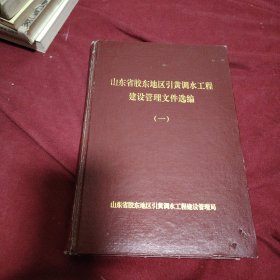 山东省胶东地区引黄调水工程
建设管理文件选编
（一）
山东省胶东地区引黄调水工程建设管理局